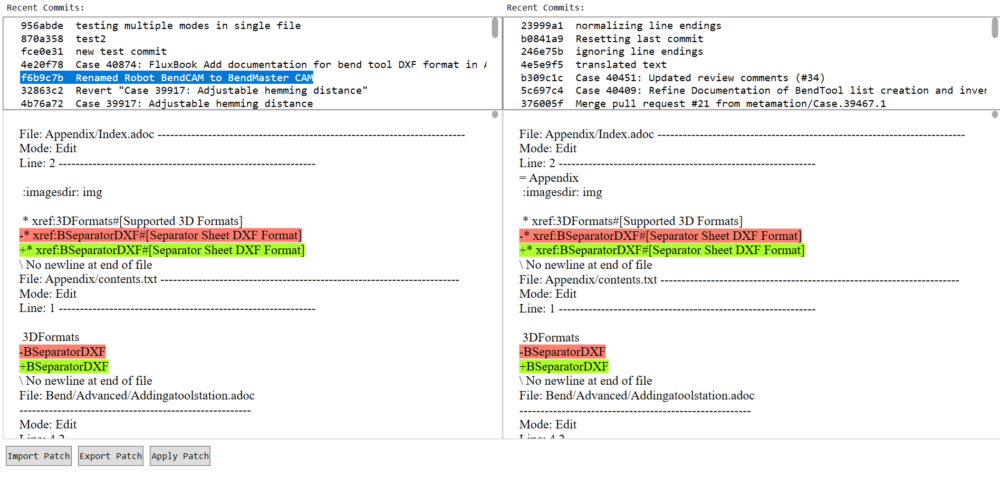 Recent Commits:
956abde testing multiple modes in single file
870a358 test2
fce0e31 new test commit
4e20f78 Case 40874: FluxBook Add documentation for bend tool DXF format in
f6b9c7b Renamed Robot BendCAM to BendMaster CAM
32863c2 Revert "Case 39917: Adjustable hemming distance"
4b76a72 Case 39917: Adjustable hemming distance
File: Appendix/Index.adoc -------------------------------------------------------------------------
Mode: Edit
Line: 2 -------------------------------------------------------------
:imagesdir: img
* xref:3DFormats#[Supported 3D Formats]
-* xref:BSeparatorDXF#[Separator Sheet DXF Format]
+* xref:BSeparatorDXF#[Separator Sheet DXF Format]
\ No newline at end of file
File: Appendix/contents.txt -----------------------------------------------------------------------
Mode: Edit
Line: 1 -------------------------------------------------------------
3DFormats
-BSeparatorDXF
+BSeparatorDXF
\ No newline at end of file
File: Bend/Advanced/Addingatoolstation.adoc
-------------------------------------------------------
Mode: Edit
Line: 4,2
Recent Commits:
23999a1 normalizing line endings
b0841a9 Resetting last commit
246e75b ignoring line endings
4e5e9f5 translated text
b309c1c Case 40451: Updated review comments (#34)
5c697c4 Case 40409: Refine Documentation of BendTool list creation and
376005f Merge pull request #21 from metamation/Case.39467.1
File: Appendix/Index.adoc -------------------------------------------------------------------------
Mode: Edit
Line: 2 -------------------------------------------------------------
= Appendix
:imagesdir: img
* xref:3DFormats#[Supported 3D Formats]
-* xref:BSeparatorDXF#[Separator Sheet DXF Format]
+* xref:BSeparatorDXF#[Separator Sheet DXF Format]
\ No newline at end of file
File: Appendix/contents.txt -----------------------------------------------------------------------
Mode: Edit
Line: 1 -------------------------------------------------------------
3DFormats
-BSeparatorDXF
+BSeparatorDXF
\ No newline at end of file
File: Bend/Advanced/Addingatoolstation.adoc
-------------------------------------------------------
Mode: Edit
Line: 4,2
Import Patch
Export Patch
Apply Patch